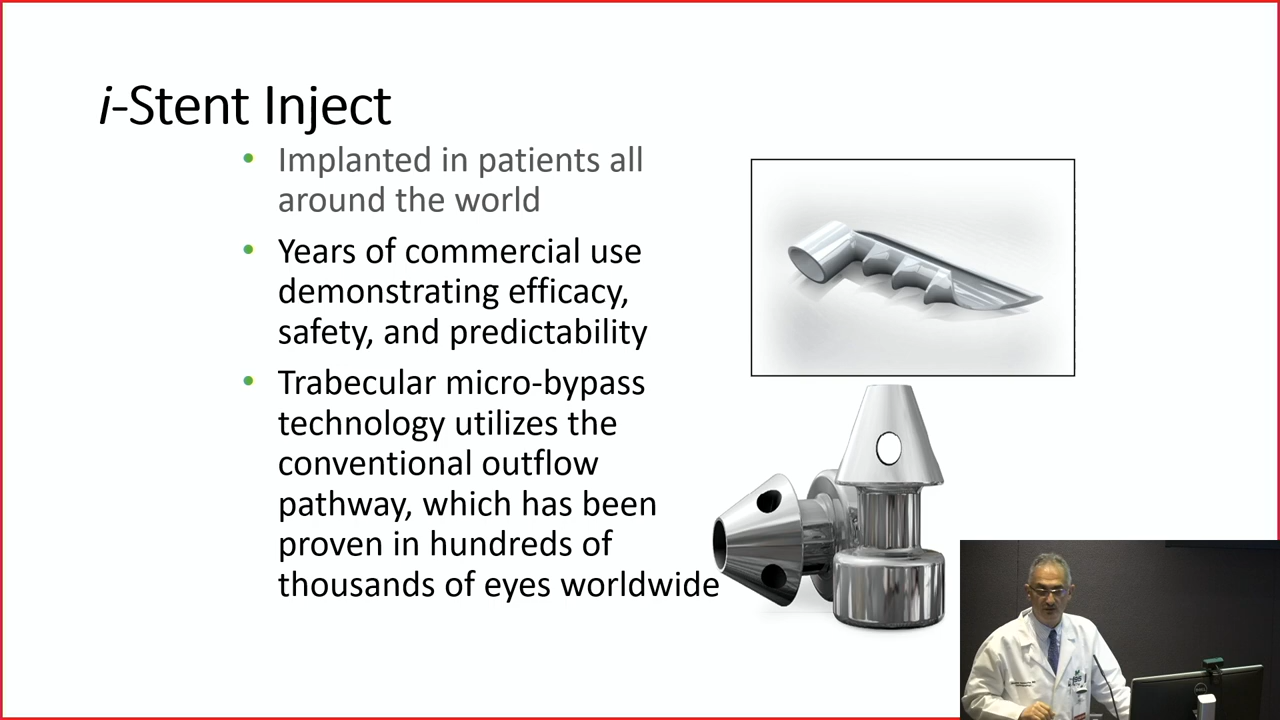 i-Stent Inject
• Implanted in patients all
around the world
• Years of commercial use
demonstrating efficacy,
safety, and predictability
• Trabecular micro-bypass
technology utilizes the
conventional outflow
pathway, which has been
proven in hundreds of
thousands of eyes worldwide